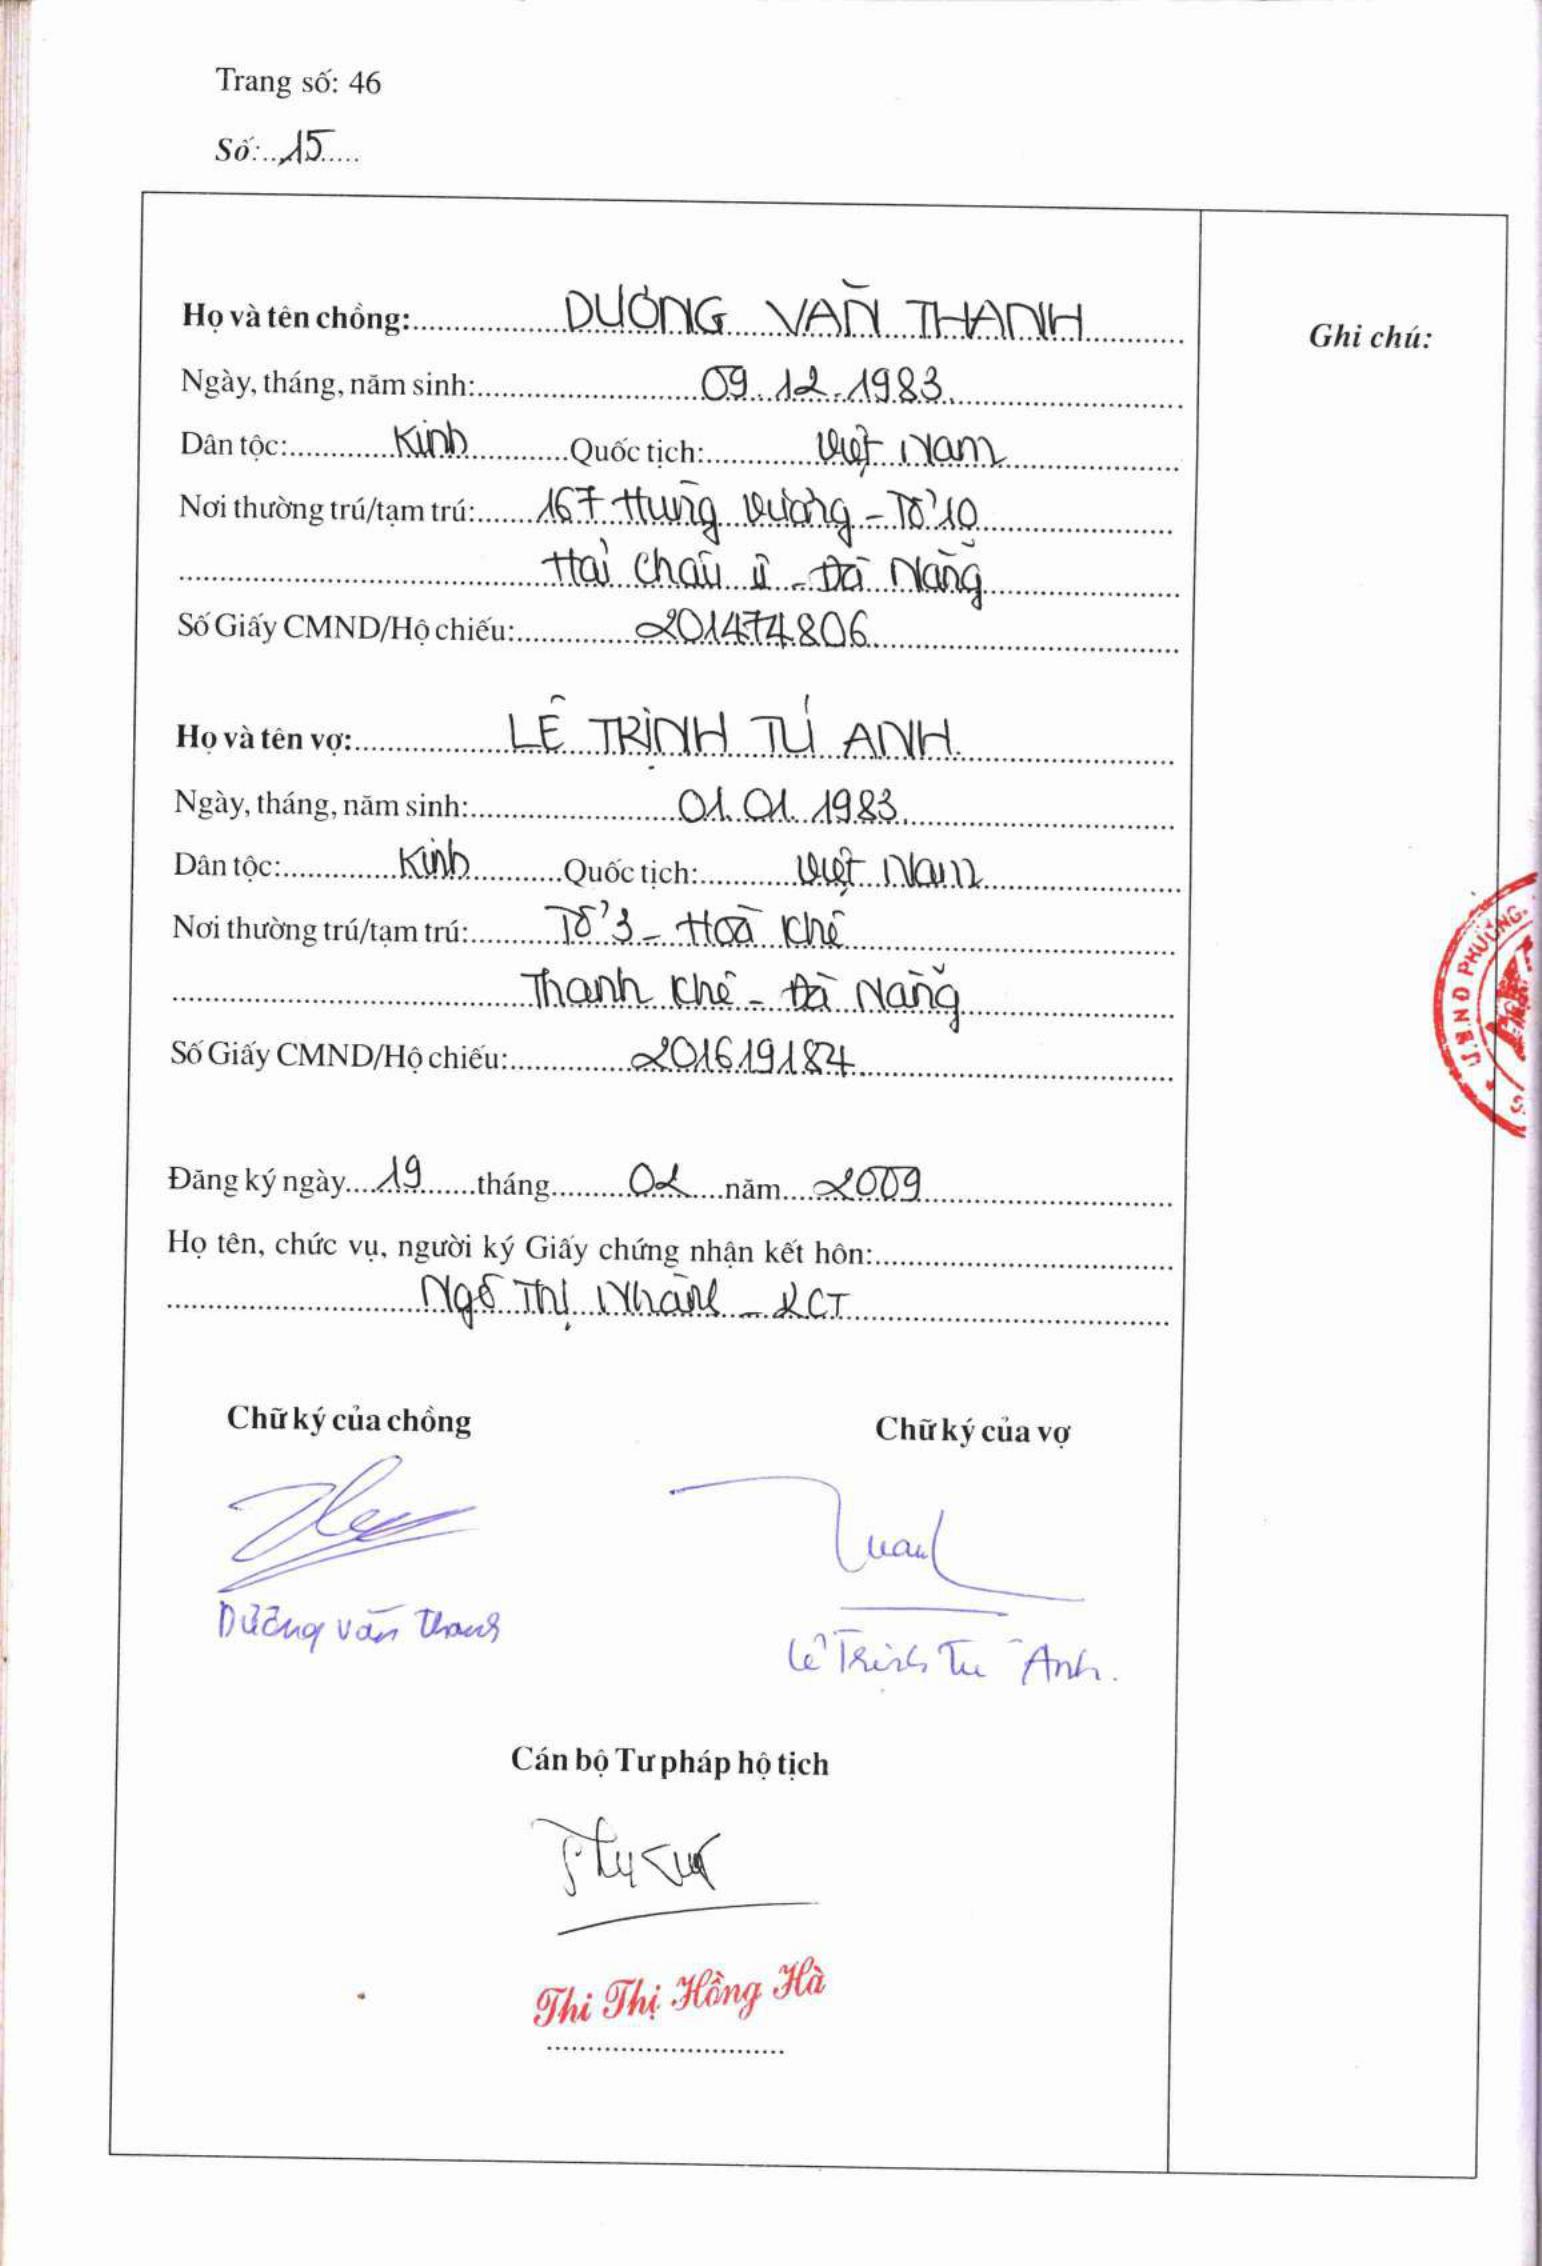 Trang số: 46
Số: 15
Họ và tên chồng: DƯƠNG VĂN THANH
Ghi chú:
Ngày, tháng, năm sinh: 09.12.1983
Dân tộc: Kinh Quốc tịch: Việt Nam
Nơi thường trú/tạm trú: 167 Hùng Vương - Tổ 10
Hải Châu II - Đà Nẵng
Số Giấy CMND/Hộ chiếu: 201474806
Họ và tên vợ: LÊ TRỊNH TÚ ANH
Ngày, tháng, năm sinh: 01.01.1983
Dân tộc: Kinh Quốc tịch: Việt Nam
Nơi thường trú/tạm trú: Tổ 3 - Hoà Khê
Thanh Khê - Đà Nẵng
Số Giấy CMND/Hộ chiếu: 201619184
U.B.N.D PHƯỜNG
Đăng ký ngày 19 tháng 02 năm 2009
Họ tên, chức vụ, người ký Giấy chứng nhận kết hôn:
Ngô Thị - PCT
Chữ ký của chồng Chữ ký của vợ
Dương Văn Thanh
Lê Trịnh Tú Anh.
Cán bộ Tư pháp hộ tịch
Thi Thị Hồng Hà